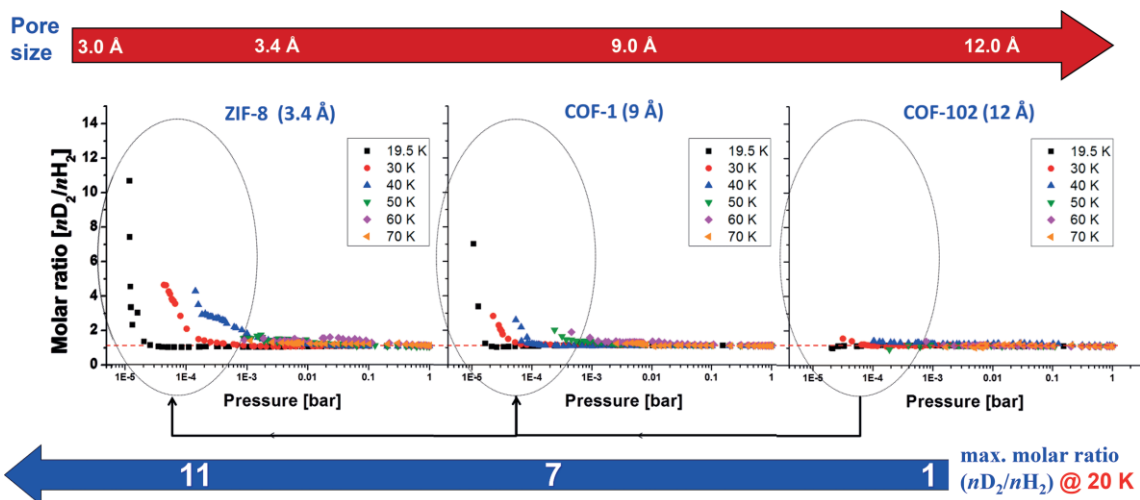 Pore
size
3.0 Å 3.4 Å 9.0 Å 12.0 Å
ZIF-8 (3.4 Å) COF-1 (9 Å) COF-102 (12 Å)
Molar ratio [nD₂/nH₂]
14
12
10
8
6
4
2
0
19.5 K
30 K
40 K
50 K
60 K
70 K
19.5 K
30 K
40 K
50 K
60 K
70 K
19.5 K
30 K
40 K
50 K
60 K
70 K
1E-5 1E-4 1E-3 0.01 0.1 1
1E-5 1E-4 1E-3 0.01 0.1 1
1E-5 1E-4 1E-3 0.01 0.1 1
Pressure [bar] Pressure [bar] Pressure [bar]
11 7 1
max. molar ratio
(nD₂/nH₂) @ 20 K